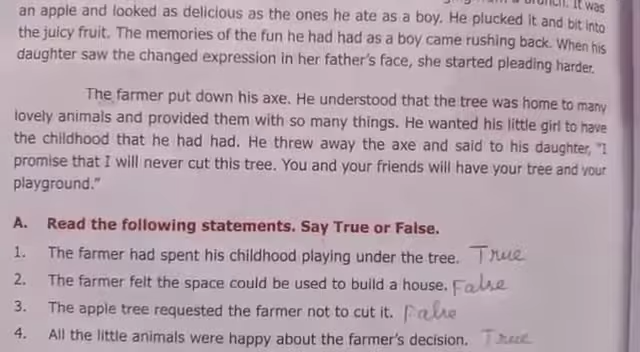 a branch. It was
an apple and looked as delicious as the ones he ate as a boy. He plucked it and bit into
the juicy fruit. The memories of the fun he had had as a boy came rushing back. When his
daughter saw the changed expression in her father's face, she started pleading harder.
The farmer put down his axe. He understood that the tree was home to many
lovely animals and provided them with so many things. He wanted his little girl to have
the childhood that he had had. He threw away the axe and said to his daughter, "I
promise that I will never cut this tree. You and your friends will have your tree and your
playground."
A. Read the following statements. Say True or False.
1. The farmer had spent his childhood playing under the tree. True
2. The farmer felt the space could be used to build a house. False
3. The apple tree requested the farmer not to cut it. False
4. All the little animals were happy about the farmer's decision. True